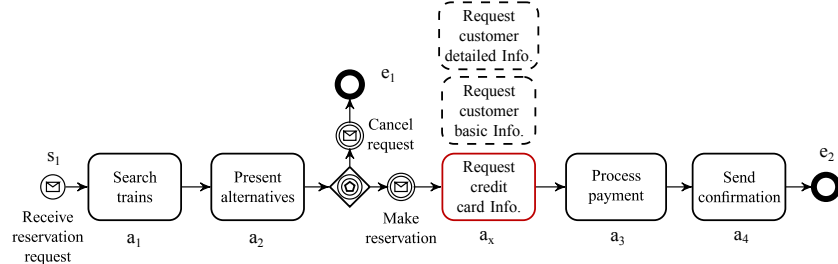 Request
customer
detailed Info.
Request
customer
basic Info.
e1
Cancel
request
s1
Receive
reservation
request
Search
trains
a1
Present
alternatives
a2
Make
reservation
Request
credit
card Info.
ax
Process
payment
a3
Send
confirmation
a4
e2